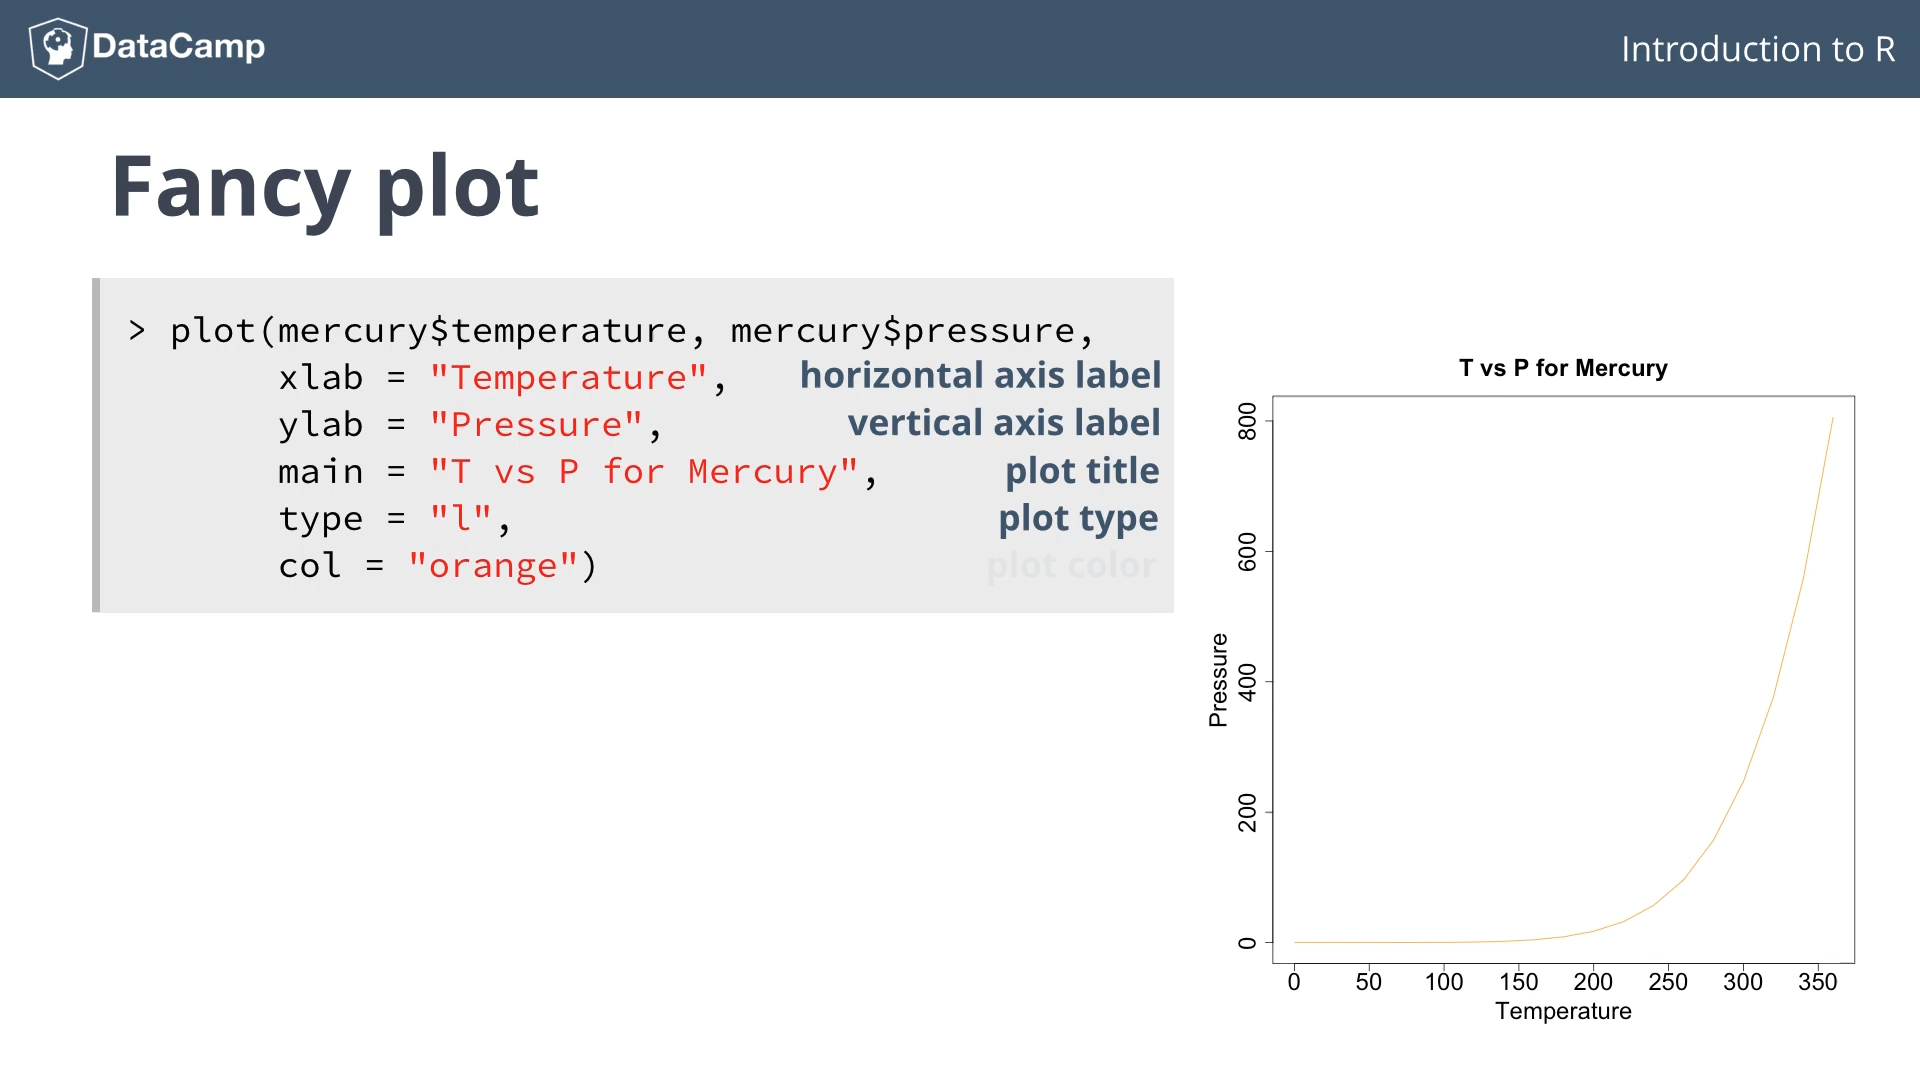 DataCamp
Introduction to R
Fancy plot
> plot(mercury$temperature, mercury$pressure,
xlab = "Temperature", horizontal axis label
ylab = "Pressure", vertical axis label
main = "T vs P for Mercury", plot title
type = "l", plot type
col = "orange") plot color
T vs P for Mercury
800
600
400
200
0
Pressure
0 50 100 150 200 250 300 350
Temperature